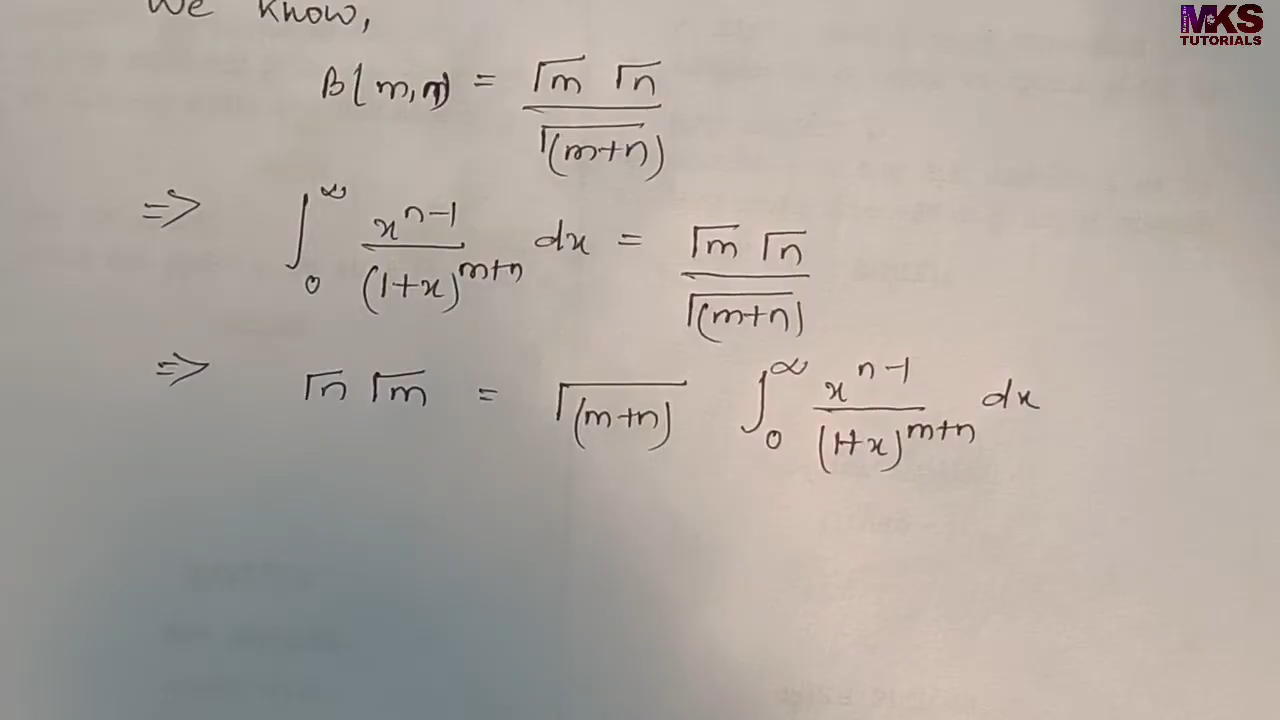 We know,
B(m,n) = Γm Γn / Γ(m+n)
=> ∫₀^∞ x^(n-1) / (1+x)^(m+n) dx = Γm Γn / Γ(m+n)
=> Γn Γm = Γ(m+n) ∫₀^∞ x^(n-1) / (1+x)^(m+n) dx
MKS
TUTORIALS